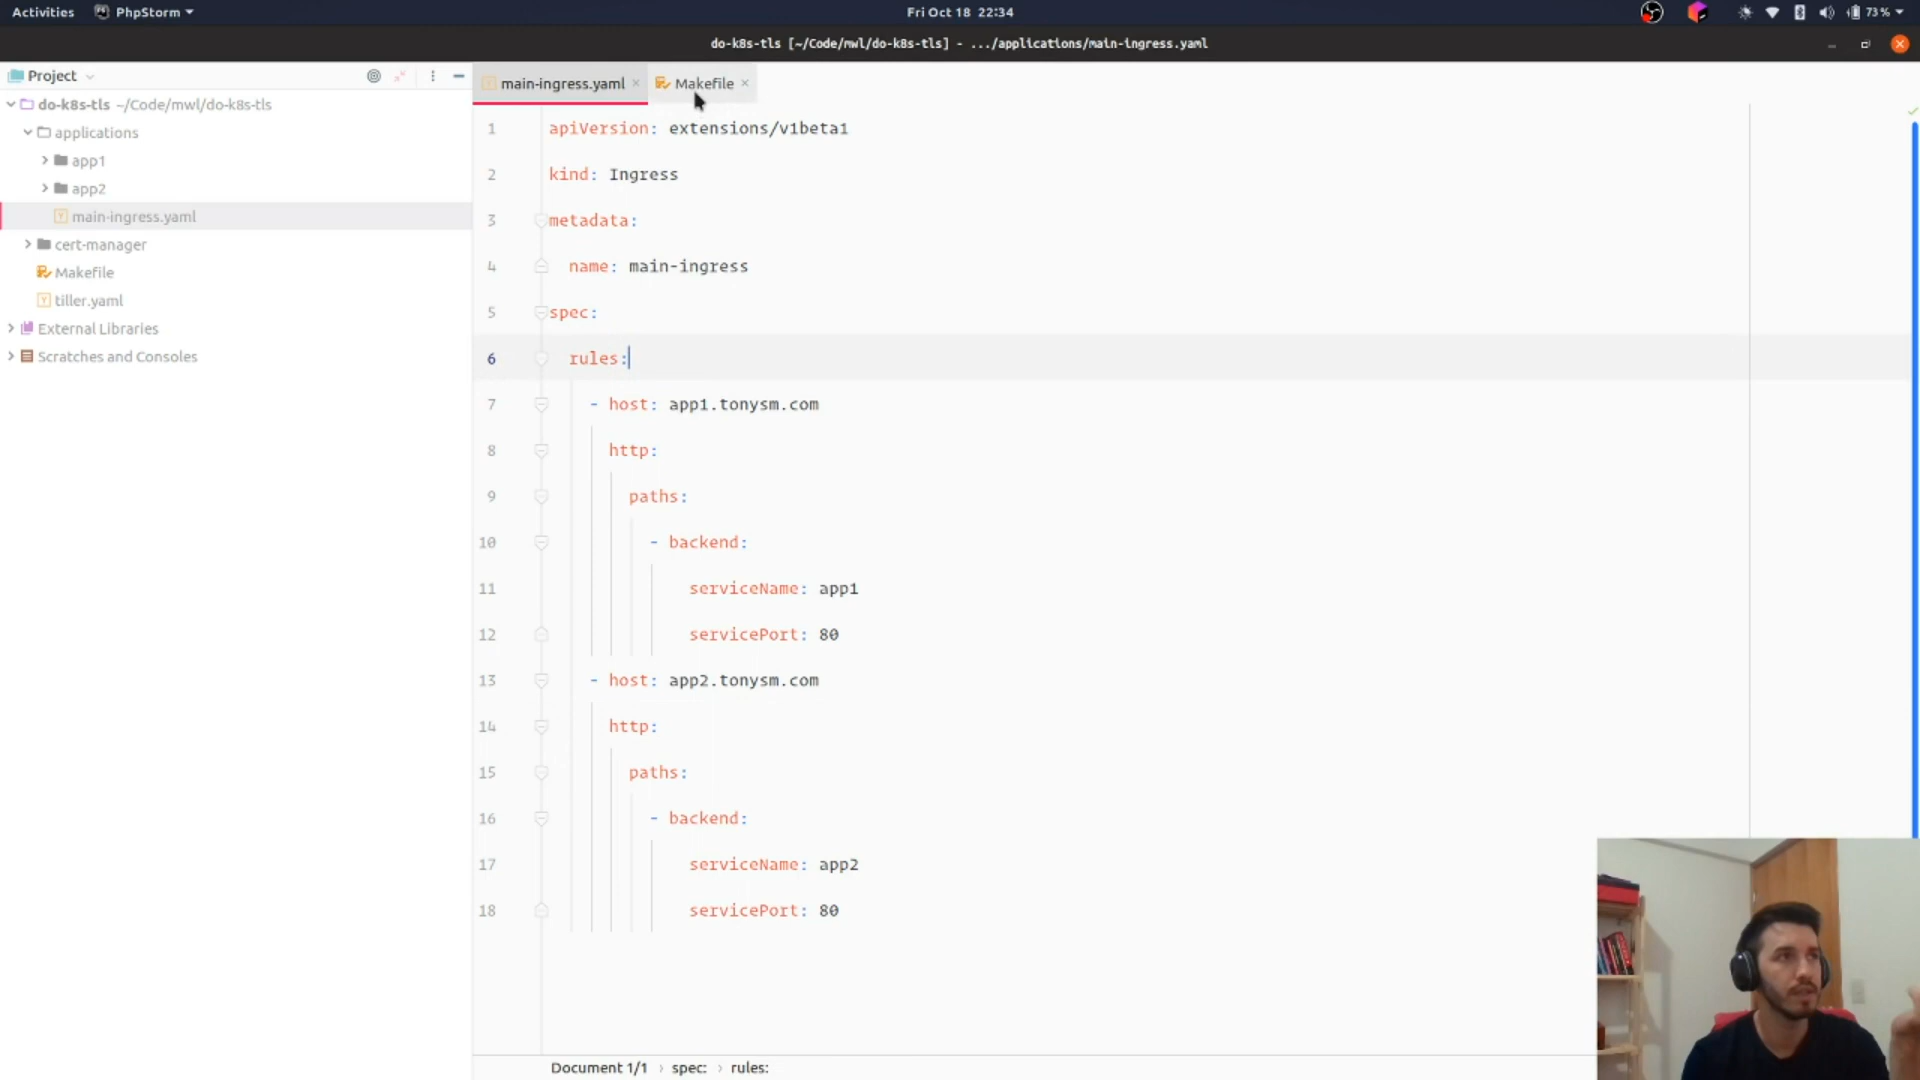 Activities PhpStorm Fri Oct 18 22:34 73%
do-k8s-tls [~/Code/mwl/do-k8s-tls] - .../applications/main-ingress.yaml
Project main-ingress.yaml Makefile
do-k8s-tls ~/Code/mwl/do-k8s-tls
applications
app1
app2
main-ingress.yaml
cert-manager
Makefile
tiller.yaml
External Libraries
Scratches and Consoles
1 apiVersion: extensions/v1beta1
2 kind: Ingress
3 metadata:
4 name: main-ingress
5 spec:
6 rules:
7 - host: app1.tonysm.com
8 http:
9 paths:
10 - backend:
11 serviceName: app1
12 servicePort: 80
13 - host: app2.tonysm.com
14 http:
15 paths:
16 - backend:
17 serviceName: app2
18 servicePort: 80
Document 1/1 › spec: › rules: